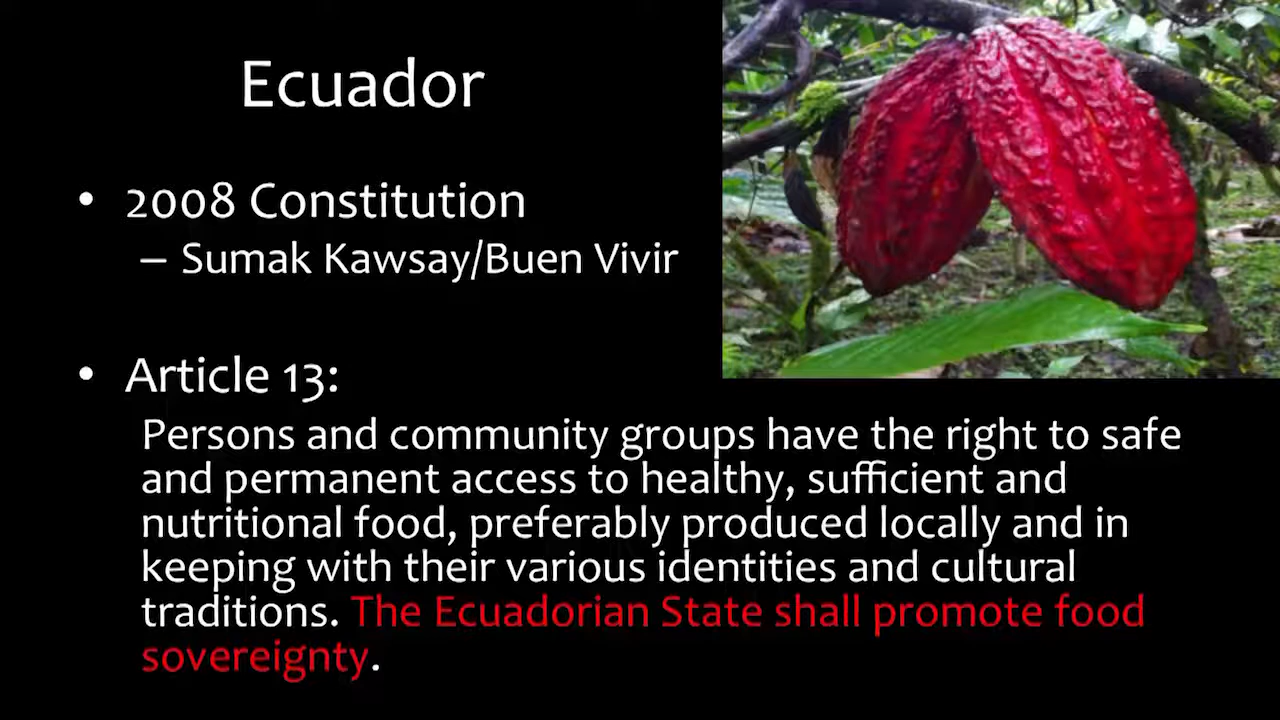 Ecuador
• 2008 Constitution
– Sumak Kawsay/Buen Vivir
• Article 13:
Persons and community groups have the right to safe
and permanent access to healthy, sufficient and
nutritional food, preferably produced locally and in
keeping with their various identities and cultural
traditions. The Ecuadorian State shall promote food
sovereignty.